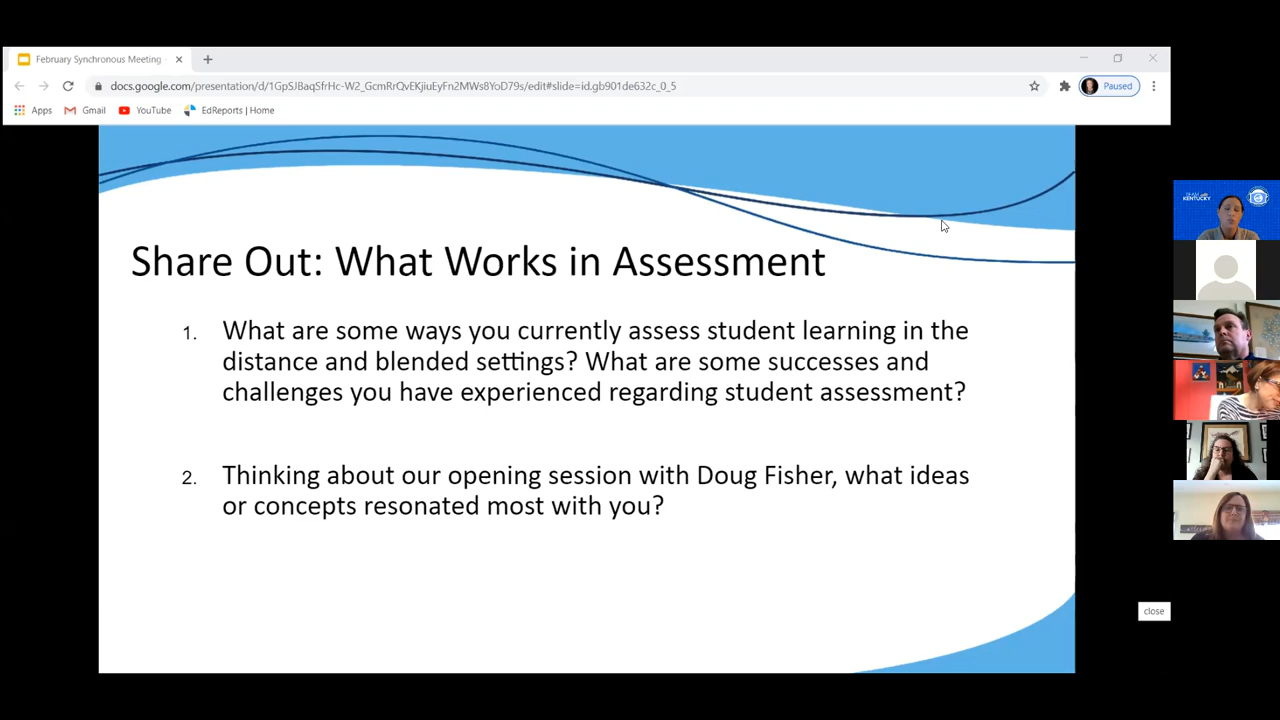 February Synchronous Meeting
docs.google.com/presentation/d/1GpSJBaqSfrHc-W2_GcmRrQvEKjiuEyFn2MWs8YoD79s/edit#slide=id.gb901de632c_0_5
Paused
Apps
Gmail
YouTube
EdReports | Home
TEAM
KENTUCKY
Share Out: What Works in Assessment
1. What are some ways you currently assess student learning in the
distance and blended settings? What are some successes and
challenges you have experienced regarding student assessment?
2. Thinking about our opening session with Doug Fisher, what ideas
or concepts resonated most with you?
close